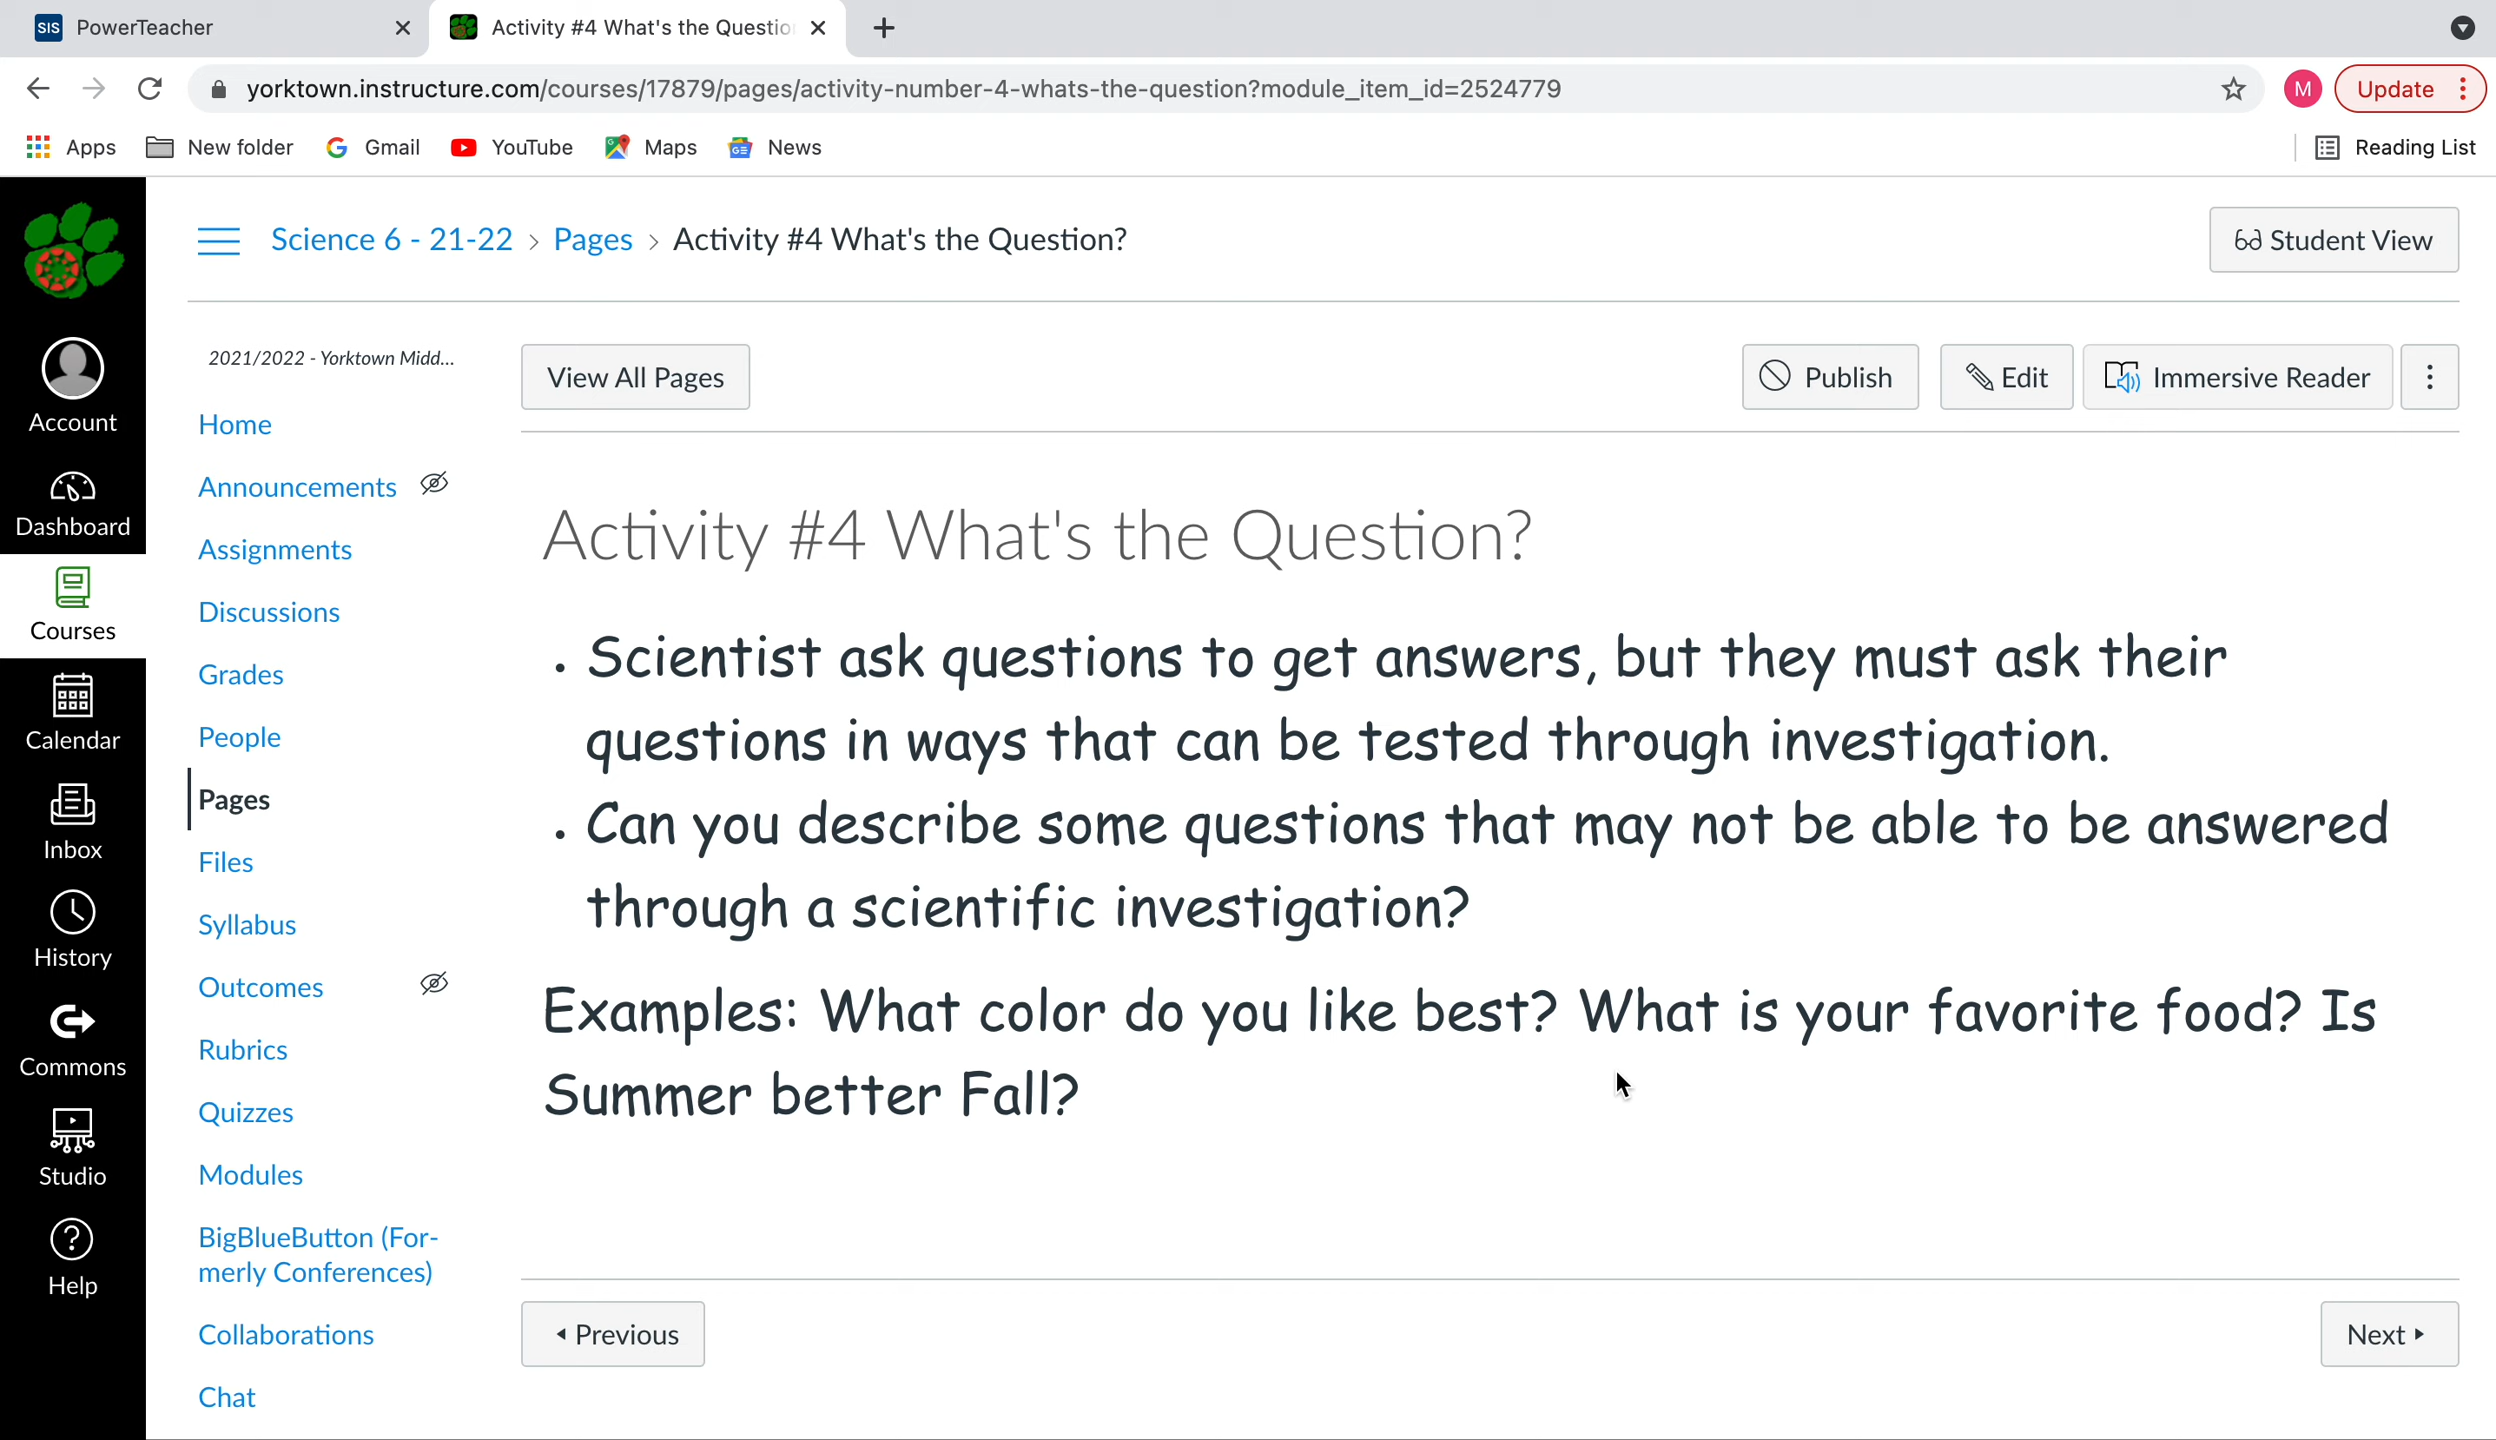 SIS PowerTeacher
Activity #4 What's the Questio
yorktown.instructure.com/courses/17879/pages/activity-number-4-whats-the-question?module_item_id=2524779
M
Update
Apps
New folder
Gmail
YouTube
Maps
News
Reading List
Science 6 - 21-22 > Pages > Activity #4 What's the Question?
Student View
Account
Dashboard
Courses
Calendar
Inbox
History
Commons
Studio
Help
2021/2022 - Yorktown Midd...
Home
Announcements
Assignments
Discussions
Grades
People
Pages
Files
Syllabus
Outcomes
Rubrics
Quizzes
Modules
BigBlueButton (For-
merly Conferences)
Collaborations
Chat
View All Pages
Publish
Edit
Immersive Reader
Activity #4 What's the Question?
• Scientist ask questions to get answers, but they must ask their
questions in ways that can be tested through investigation.
• Can you describe some questions that may not be able to be answered
through a scientific investigation?
Examples: What color do you like best? What is your favorite food? Is
Summer better Fall?
Previous
Next